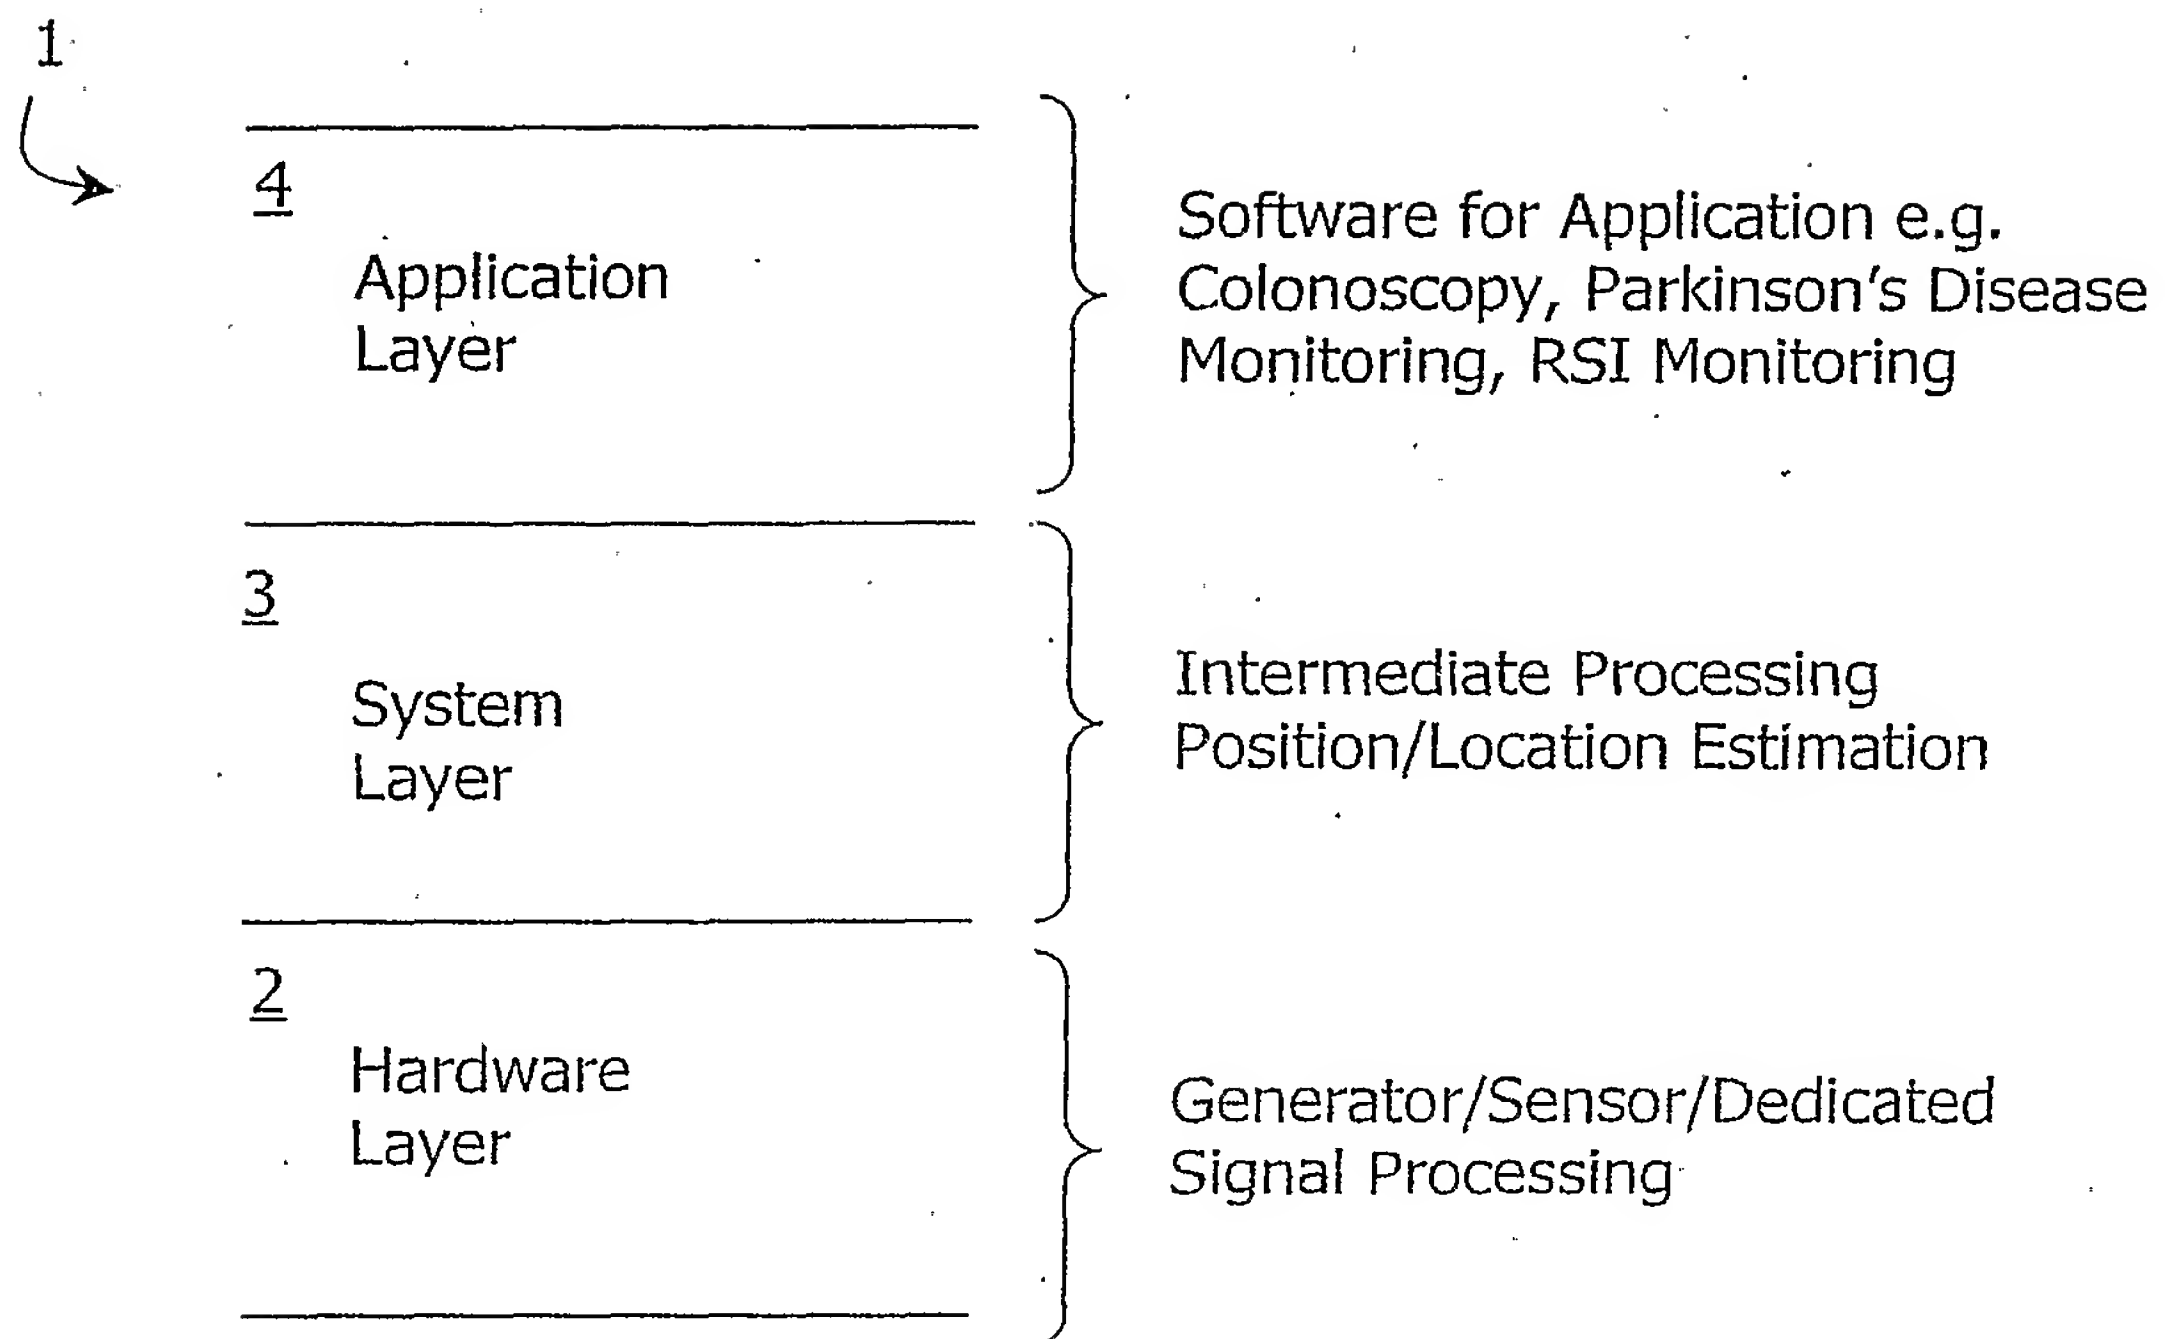 1
4
Application
Layer
Software for Application e.g.
Colonoscopy, Parkinson's Disease
Monitoring, RSI Monitoring
3
System
Layer
Intermediate Processing
Position/Location Estimation
2
Hardware
Layer
Generator/Sensor/Dedicated
Signal Processing